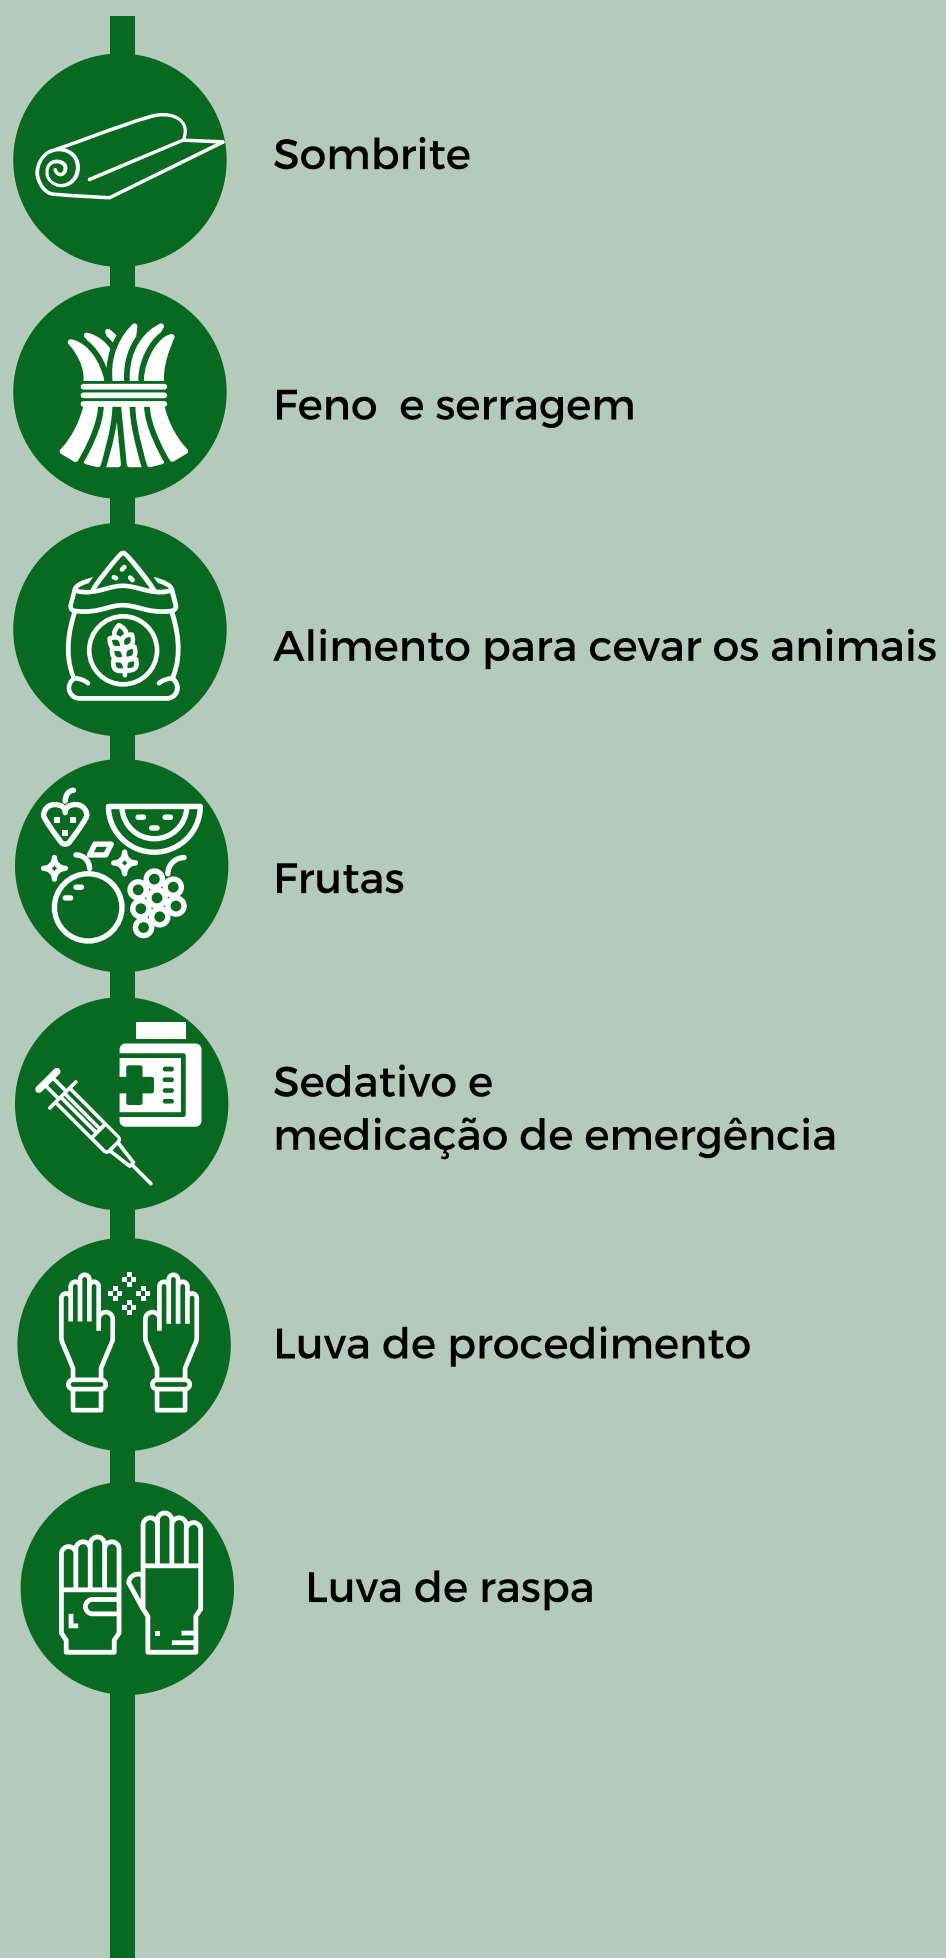 Sombrite
Feno e serragem
Alimento para cevar os animais
Frutas
Sedativo e
medicação de emergência
Luva de procedimento
Luva de raspa